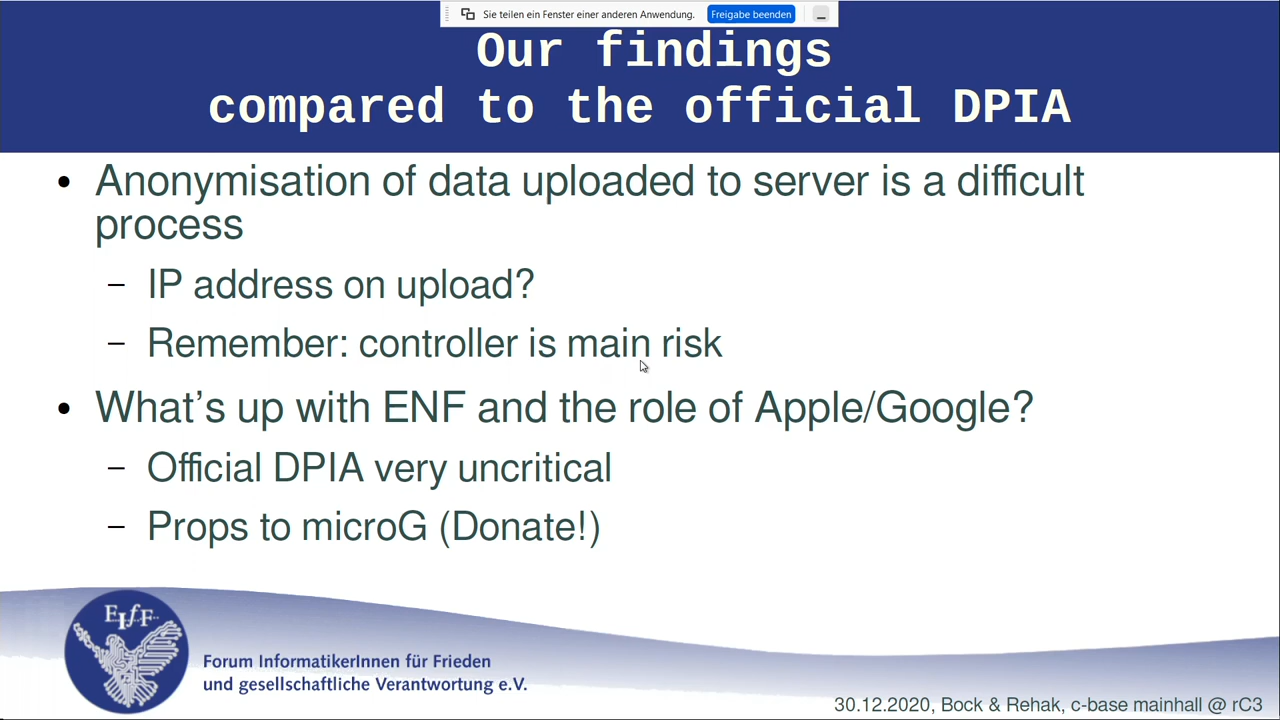 Sie teilen ein Fenster einer anderen Anwendung. Freigabe beenden
Our findings
compared to the official DPIA
• Anonymisation of data uploaded to server is a difficult
process
– IP address on upload?
– Remember: controller is main risk
• What’s up with ENF and the role of Apple/Google?
– Official DPIA very uncritical
– Props to microG (Donate!)
FIfF
Forum InformatikerInnen für Frieden
und gesellschaftliche Verantwortung e.V.
30.12.2020, Bock & Rehak, c-base mainhall @ rC3